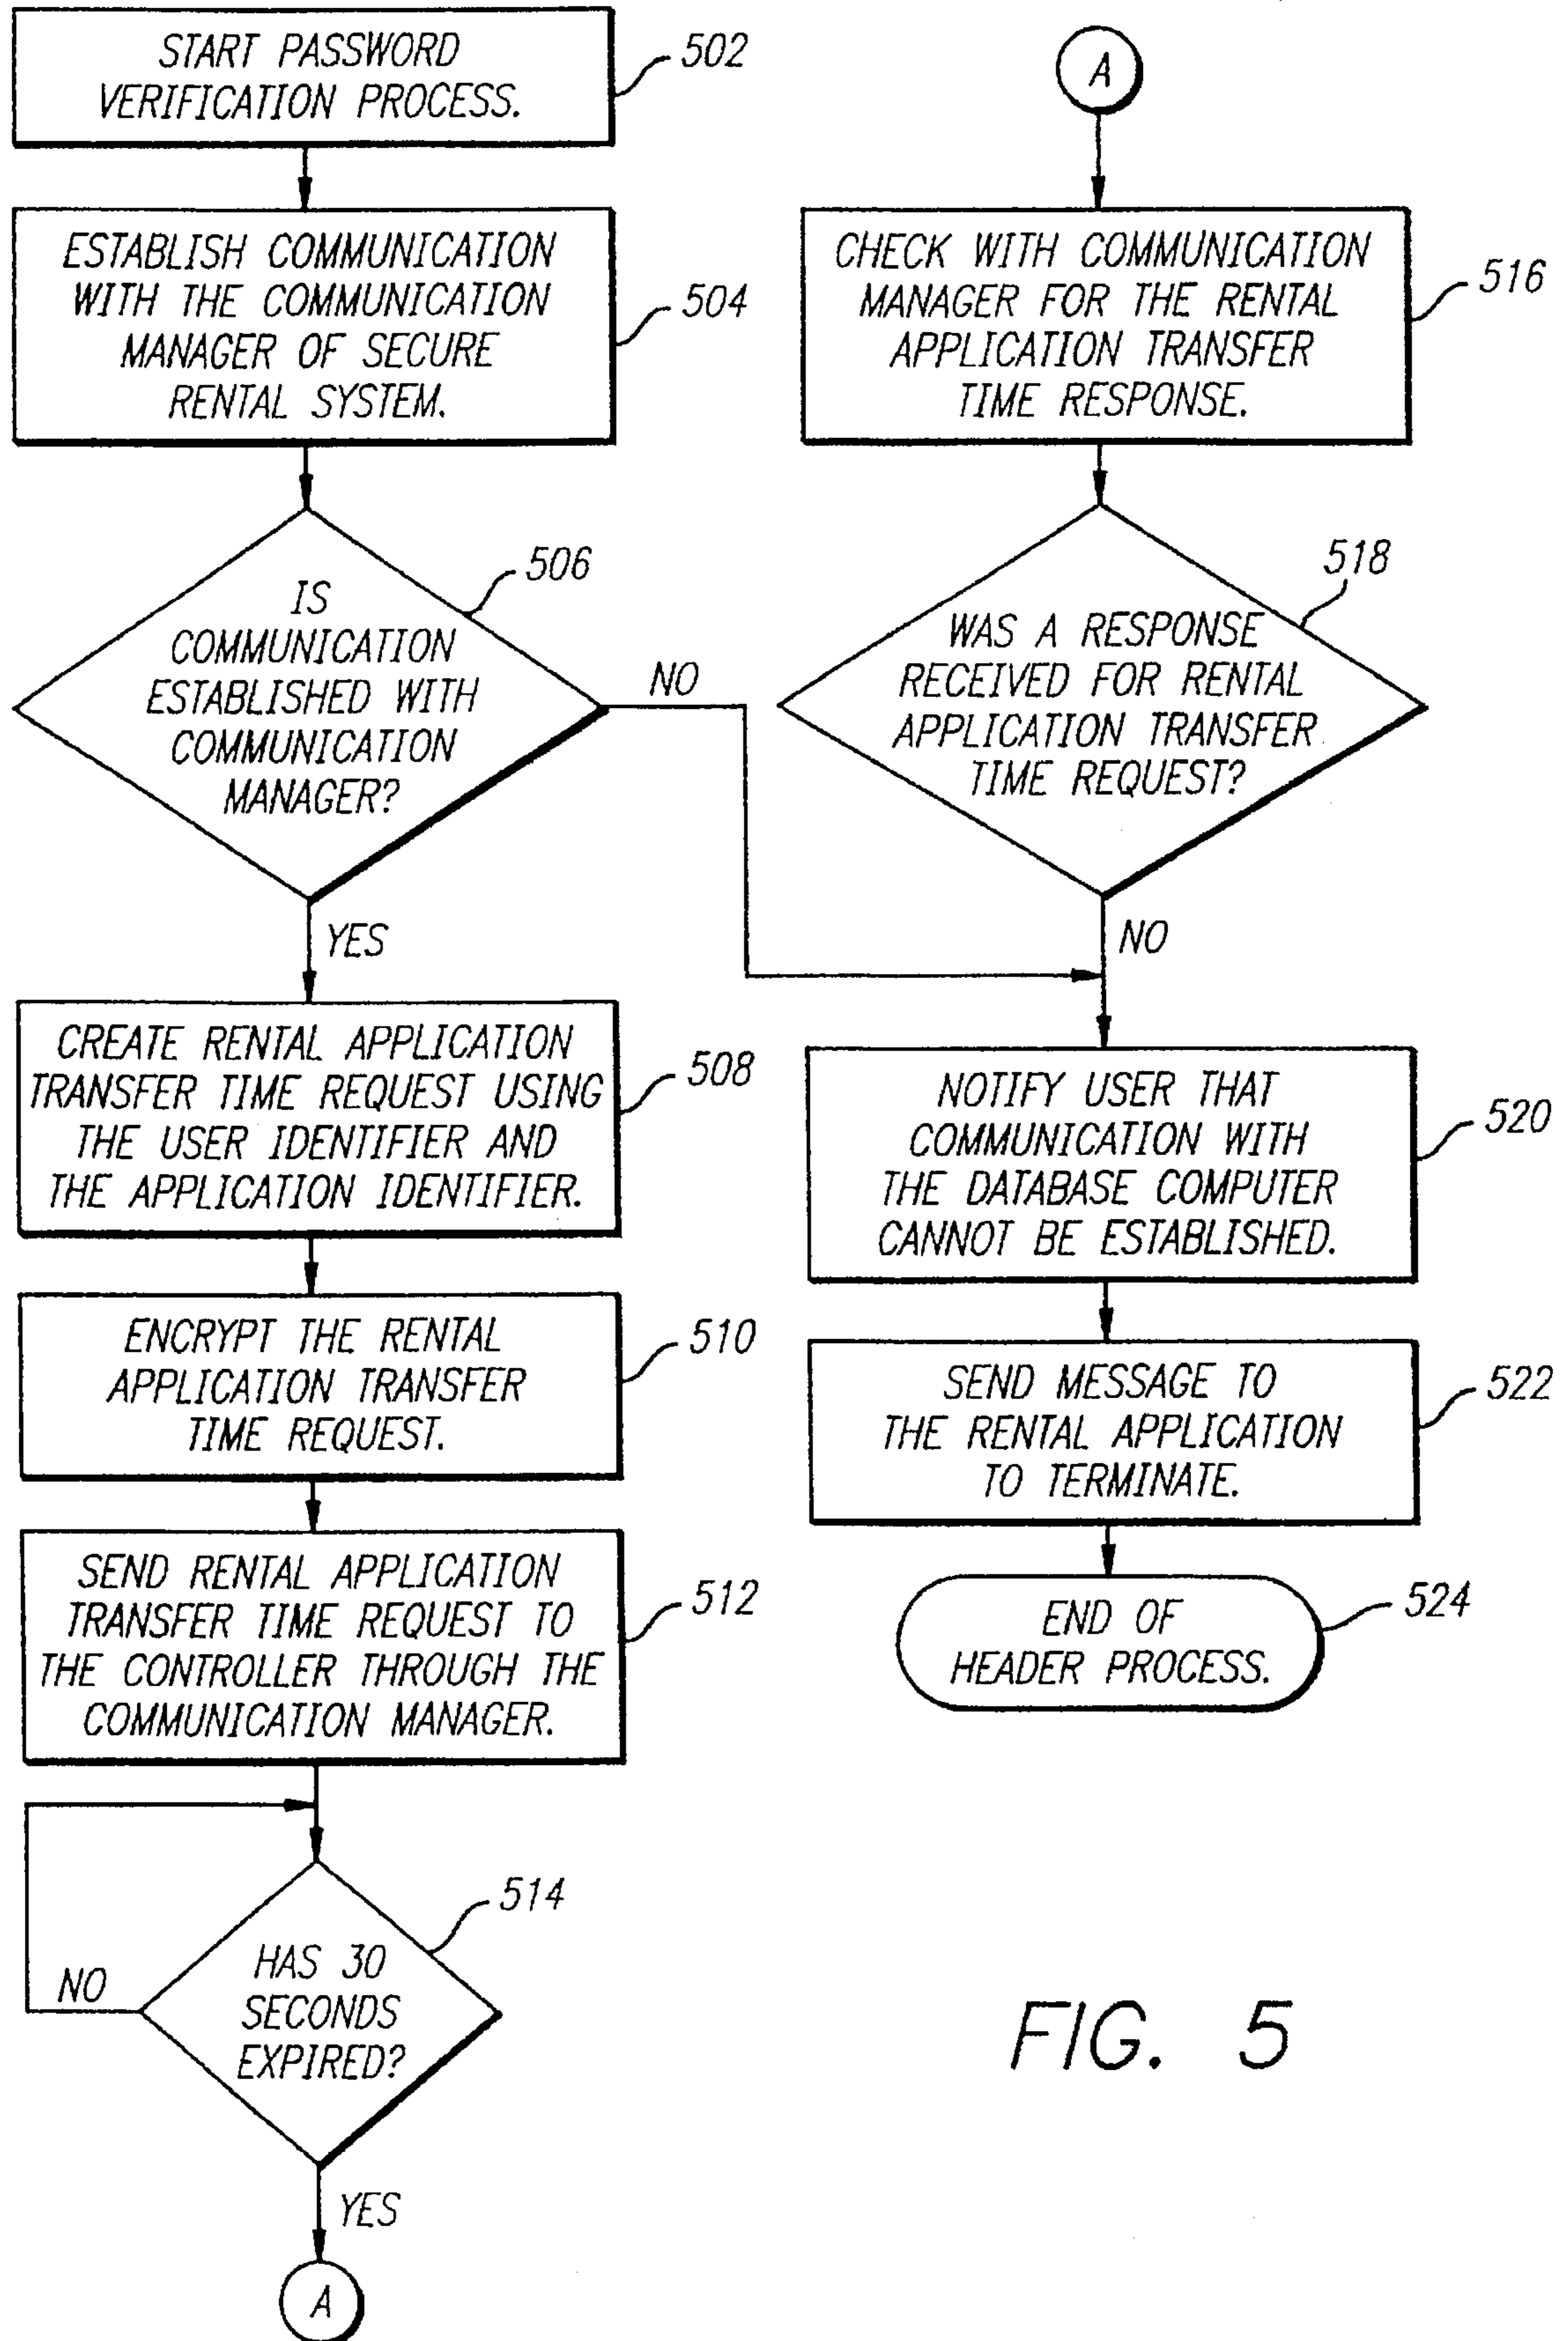 START PASSWORD
VERIFICATION PROCESS.
502
ESTABLISH COMMUNICATION
WITH THE COMMUNICATION
MANAGER OF SECURE
RENTAL SYSTEM.
504
IS
COMMUNICATION
ESTABLISHED WITH
COMMUNICATION
MANAGER?
506
NO
YES
CREATE RENTAL APPLICATION
TRANSFER TIME REQUEST USING
THE USER IDENTIFIER AND
THE APPLICATION IDENTIFIER.
508
ENCRYPT THE RENTAL
APPLICATION TRANSFER
TIME REQUEST.
510
SEND RENTAL APPLICATION
TRANSFER TIME REQUEST TO
THE CONTROLLER THROUGH THE
COMMUNICATION MANAGER.
512
HAS 30
SECONDS
EXPIRED?
514
NO
YES
A
A
CHECK WITH COMMUNICATION
MANAGER FOR THE RENTAL
APPLICATION TRANSFER
TIME RESPONSE.
516
WAS A RESPONSE
RECEIVED FOR RENTAL
APPLICATION TRANSFER
TIME REQUEST?
518
NO
NOTIFY USER THAT
COMMUNICATION WITH
THE DATABASE COMPUTER
CANNOT BE ESTABLISHED.
520
SEND MESSAGE TO
THE RENTAL APPLICATION
TO TERMINATE.
522
END OF
HEADER PROCESS.
524
FIG. 5